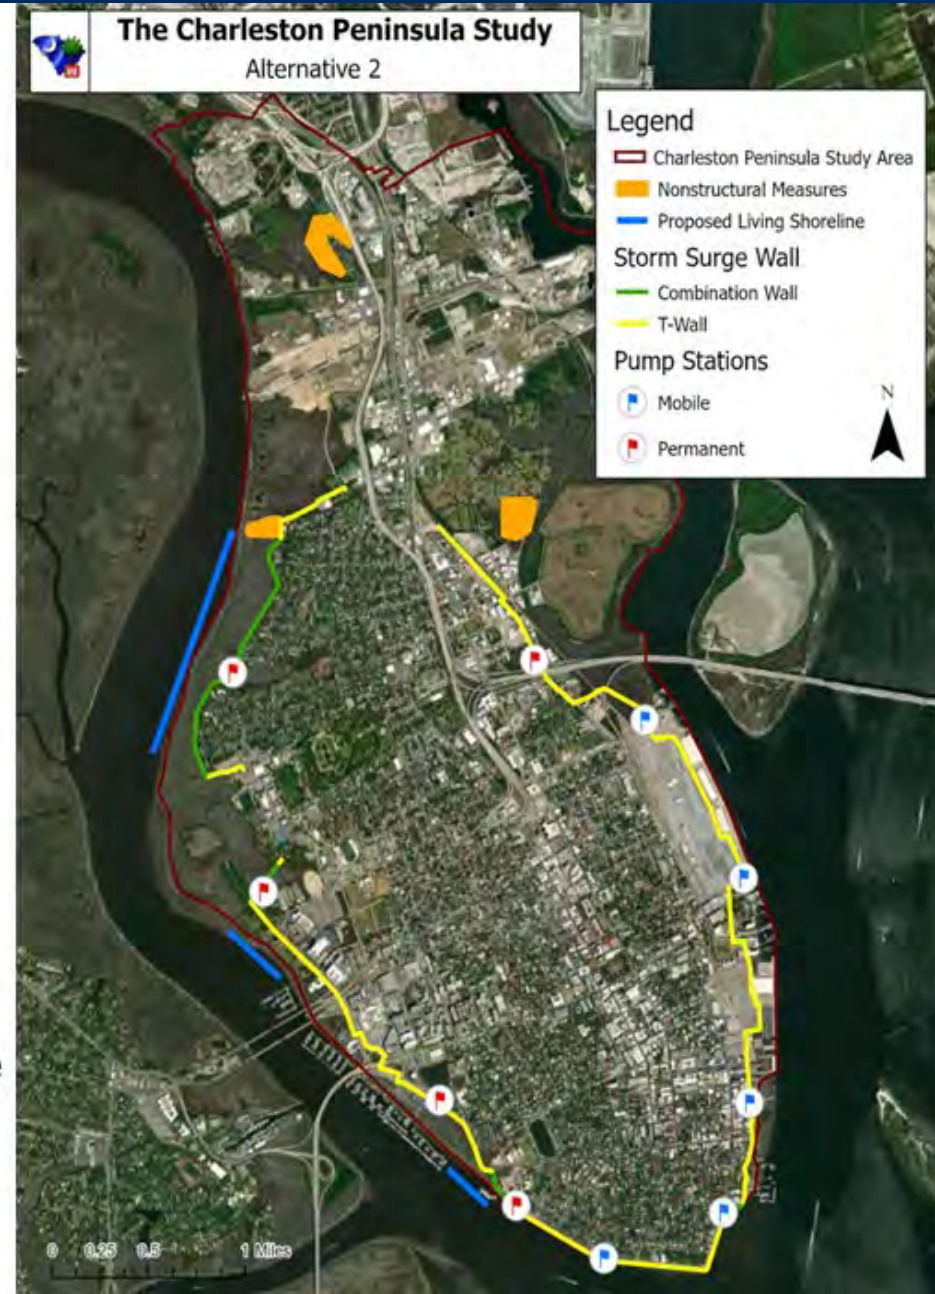 The Charleston Peninsula Study
Alternative 2
Legend
Charleston Peninsula Study Area
Nonstructural Measures
Proposed Living Shoreline
Storm Surge Wall
Combination Wall
T-Wall
Pump Stations
Mobile
Permanent
N
e
0 0.25 0.5 1 Miles